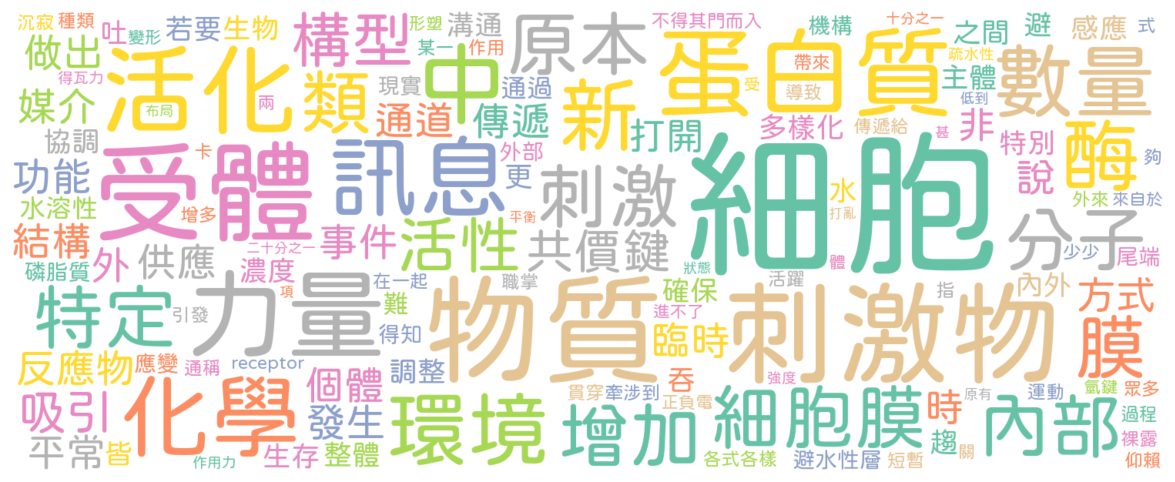 沉寂 種類 吐 若要 生物 構型 形塑 溝通 原本 不得其門而入 機構 十分之一 之間 避 感應 式
做出 變形 某一 作用 蛋白質 疏水性 數量
得瓦力 活化 類 中 現實 通過 新 帶來 受 主體 低到
媒介 布局 兩 通道 傳遞 導致 非
協調 卡 訊息 外部 打開 多樣化 傳遞給 甚 特別 酶 夠
功能 受體 更 刺激 細胞 水 說
水溶性 增多 平衡 打亂 外來 來自於
結構 二十分之一 事件 活性 共價鍵 體 分子 少少 尾端
磷脂質 外 供應 濃度 在一起 職掌 狀態 活躍 內外
特定 引發 力量 項 難 物質 確保 進不了 刺激物 指 方式
得知 臨時 膜
反應物 應變 通稱 receptor 調整 吞 強度
吸引 化學 個體 貫穿 牽涉到 正負電 細胞膜 原有 運動 氫鍵 眾多
發生 環境 增加 時 內部 過程
平常 皆 作用力 生存 整體 各式各樣 避水性層 短暫 趨 關 裸露 仰賴